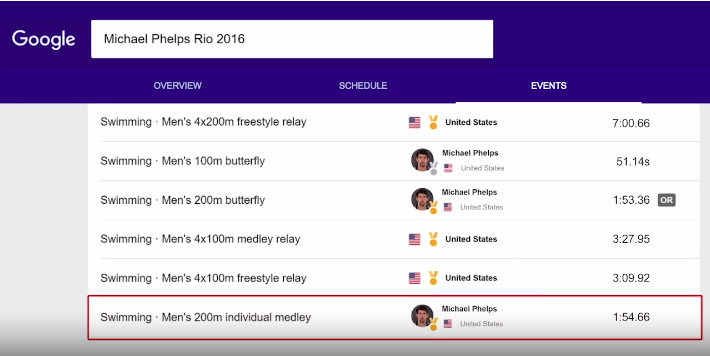 Google
Michael Phelps Rio 2016
OVERVIEW SCHEDULE EVENTS
Swimming · Men's 4x200m freestyle relay United States 7:00.66
Swimming · Men's 100m butterfly Michael Phelps United States 51.14s
Swimming · Men's 200m butterfly Michael Phelps United States 1:53.36 OR
Swimming · Men's 4x100m medley relay United States 3:27.95
Swimming · Men's 4x100m freestyle relay United States 3:09.92
Swimming · Men's 200m individual medley Michael Phelps United States 1:54.66